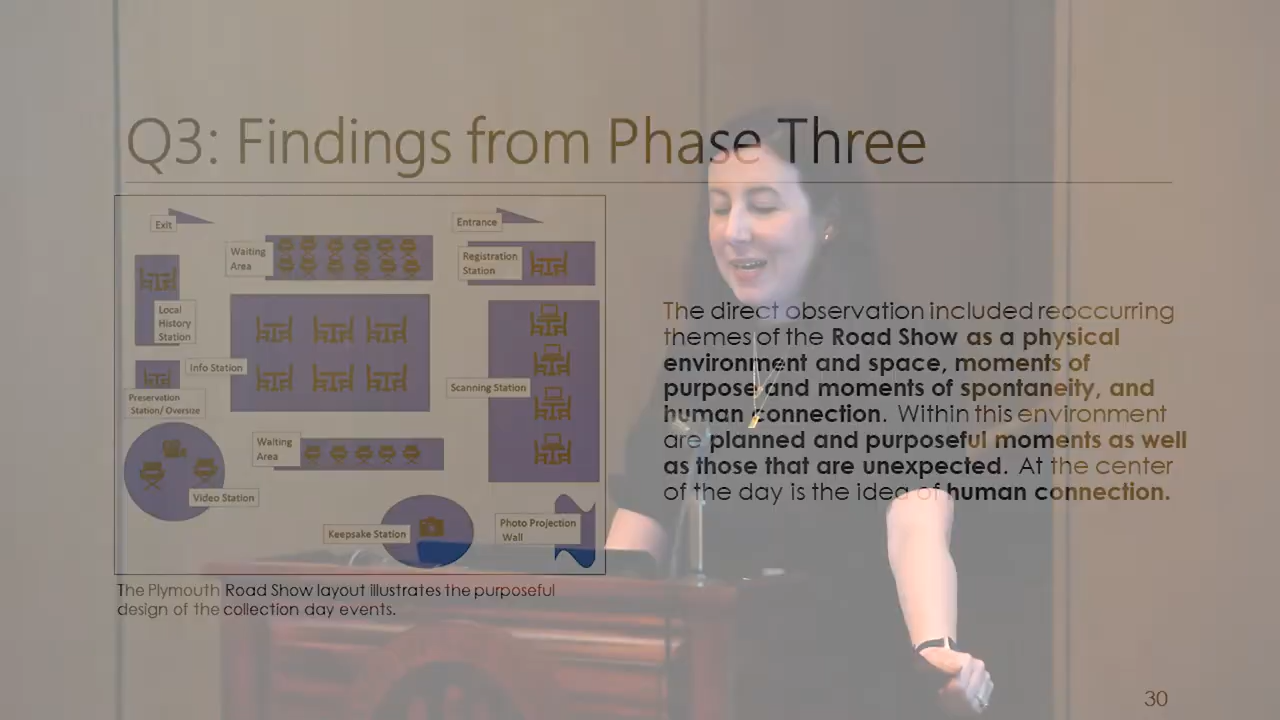 Q3: Findings from Phase Three
Exit
Entrance
Waiting
Area
Registration
Station
Local
History
Station
Info Station
Scanning Station
Preservation
Station/ Oversize
Waiting
Area
Video Station
Keepsake Station
Photo Projection
Wall
The Plymouth Road Show layout illustrates the purposeful
design of the collection day events.
The direct observation included reoccurring
themes of the Road Show as a physical
environment and space, moments of
purpose and moments of spontaneity, and
human connection. Within this environment
are planned and purposeful moments as well
as those that are unexpected. At the center
of the day is the idea of human connection.
30